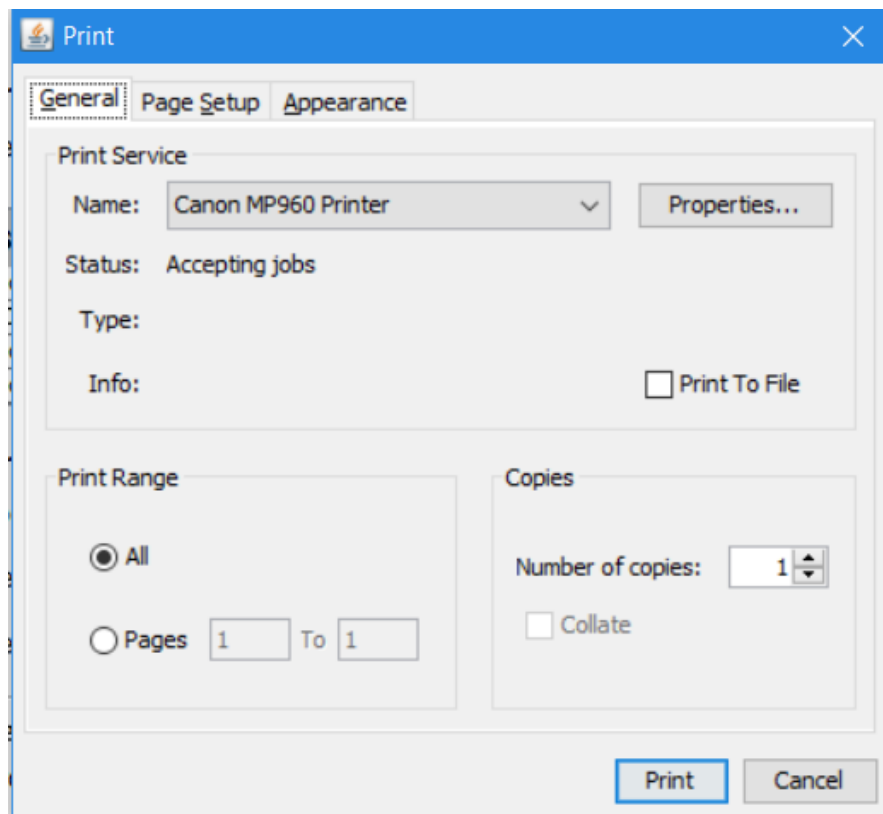 Print
General Page Setup Appearance
Print Service
Name: Canon MP960 Printer Properties...
Status: Accepting jobs
Type:
Info: Print To File
Print Range
All
Pages 1 To 1
Copies
Number of copies: 1
Collate
Print Cancel